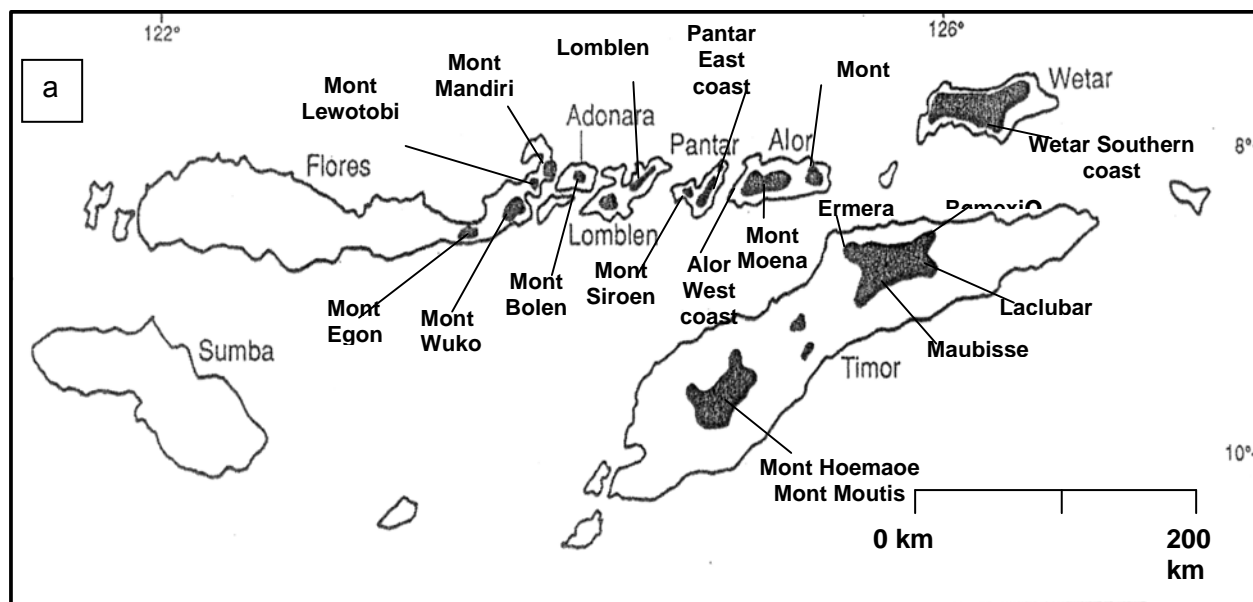 122°
126°
a
Mont
Mandiri
Lomblen
Pantar
East
coast
Mont
Wetar
Mont
Lewotobi
Adonara
Flores
Pantar
Alor
Wetar Southern
coast
8°
Ermera
Lomblen
Mont
Moena
Mont
Siroen
Alor
West
coast
Mont
Bolen
Mont
Egon
Mont
Wuko
Laclubar
Maubisse
Sumba
Timor
10°
Mont Hoemaoe
Mont Moutis
0 km
200
km